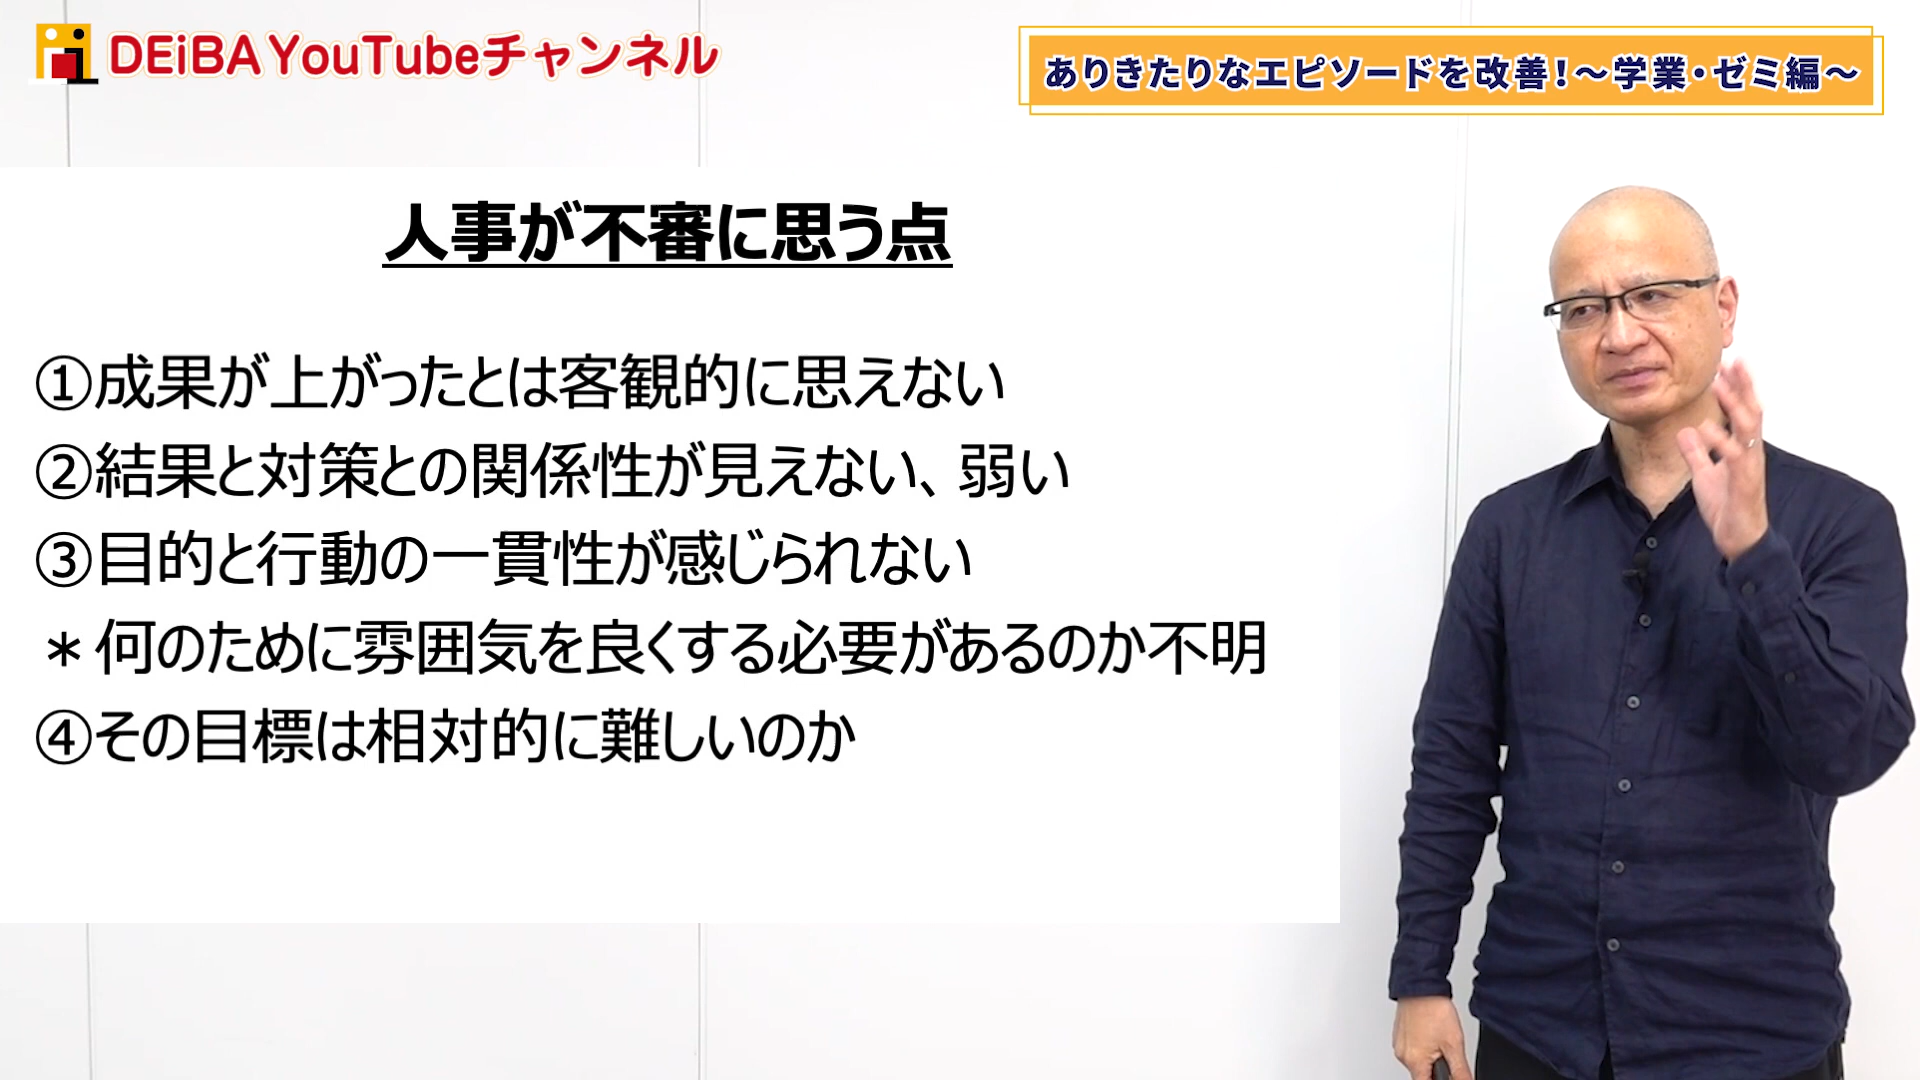 DEiBA YouTubeチャンネル
ありきたりなエピソードを改善!~学業・ゼミ編~
人事が不審に思う点
①成果が上がったとは客観的に思えない
②結果と対策との関係性が見えない、弱い
③目的と行動の一貫性が感じられない
＊何のために雰囲気を良くする必要があるのか不明
④その目標は相対的に難しいのか